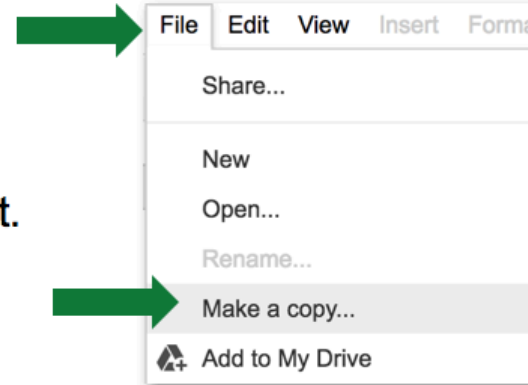 File Edit View Insert Forma
Share...
New
Open...
t.
Rename...
Make a copy...
Add to My Drive